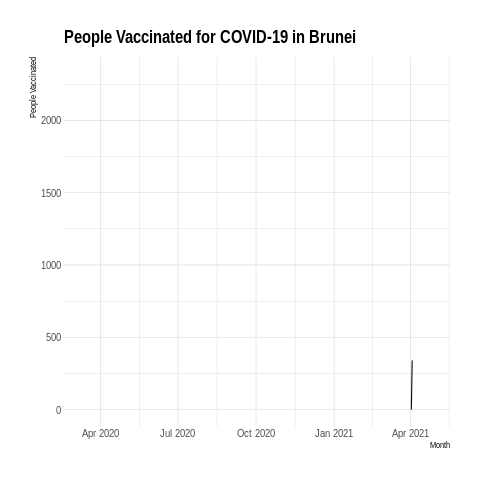 People Vaccinated for COVID-19 in Brunei
People Vaccinated
2000
1500
1000
500
0
Apr 2020 Jul 2020 Oct 2020 Jan 2021 Apr 2021
Month